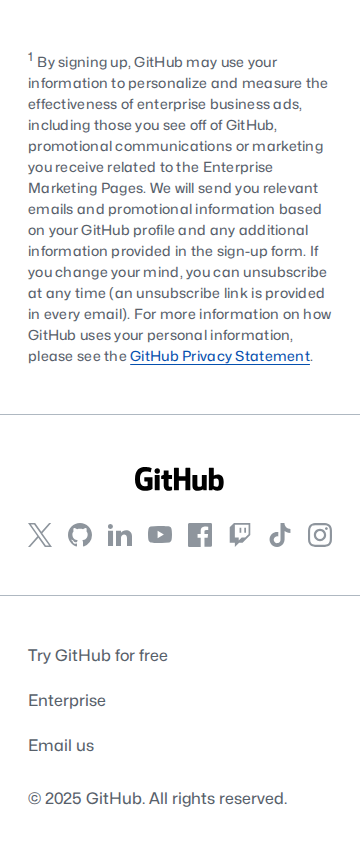 1 By signing up, GitHub may use your
information to personalize and measure the
effectiveness of enterprise business ads,
including those you see off of GitHub,
promotional communications or marketing
you receive related to the Enterprise
Marketing Pages. We will send you relevant
emails and promotional information based
on your GitHub profile and any additional
information provided in the sign-up form. If
you change your mind, you can unsubscribe
at any time (an unsubscribe link is provided
in every email). For more information on how
GitHub uses your personal information,
please see the GitHub Privacy Statement.
GitHub
Try GitHub for free
Enterprise
Email us
© 2025 GitHub. All rights reserved.